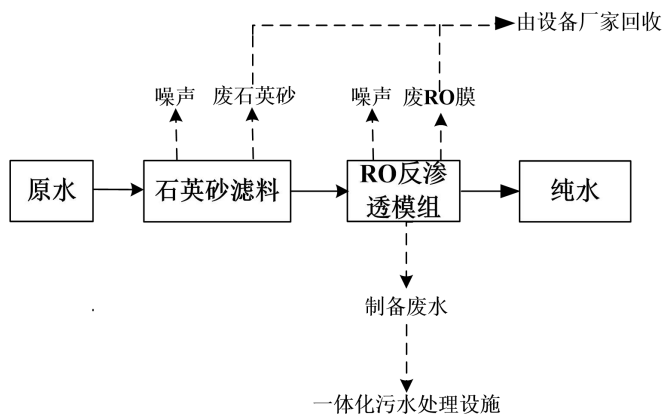 由设备厂家回收
噪声
废石英砂
噪声
废RO膜
原水
石英砂滤料
RO反渗
透模组
纯水
制备废水
一体化污水处理设施